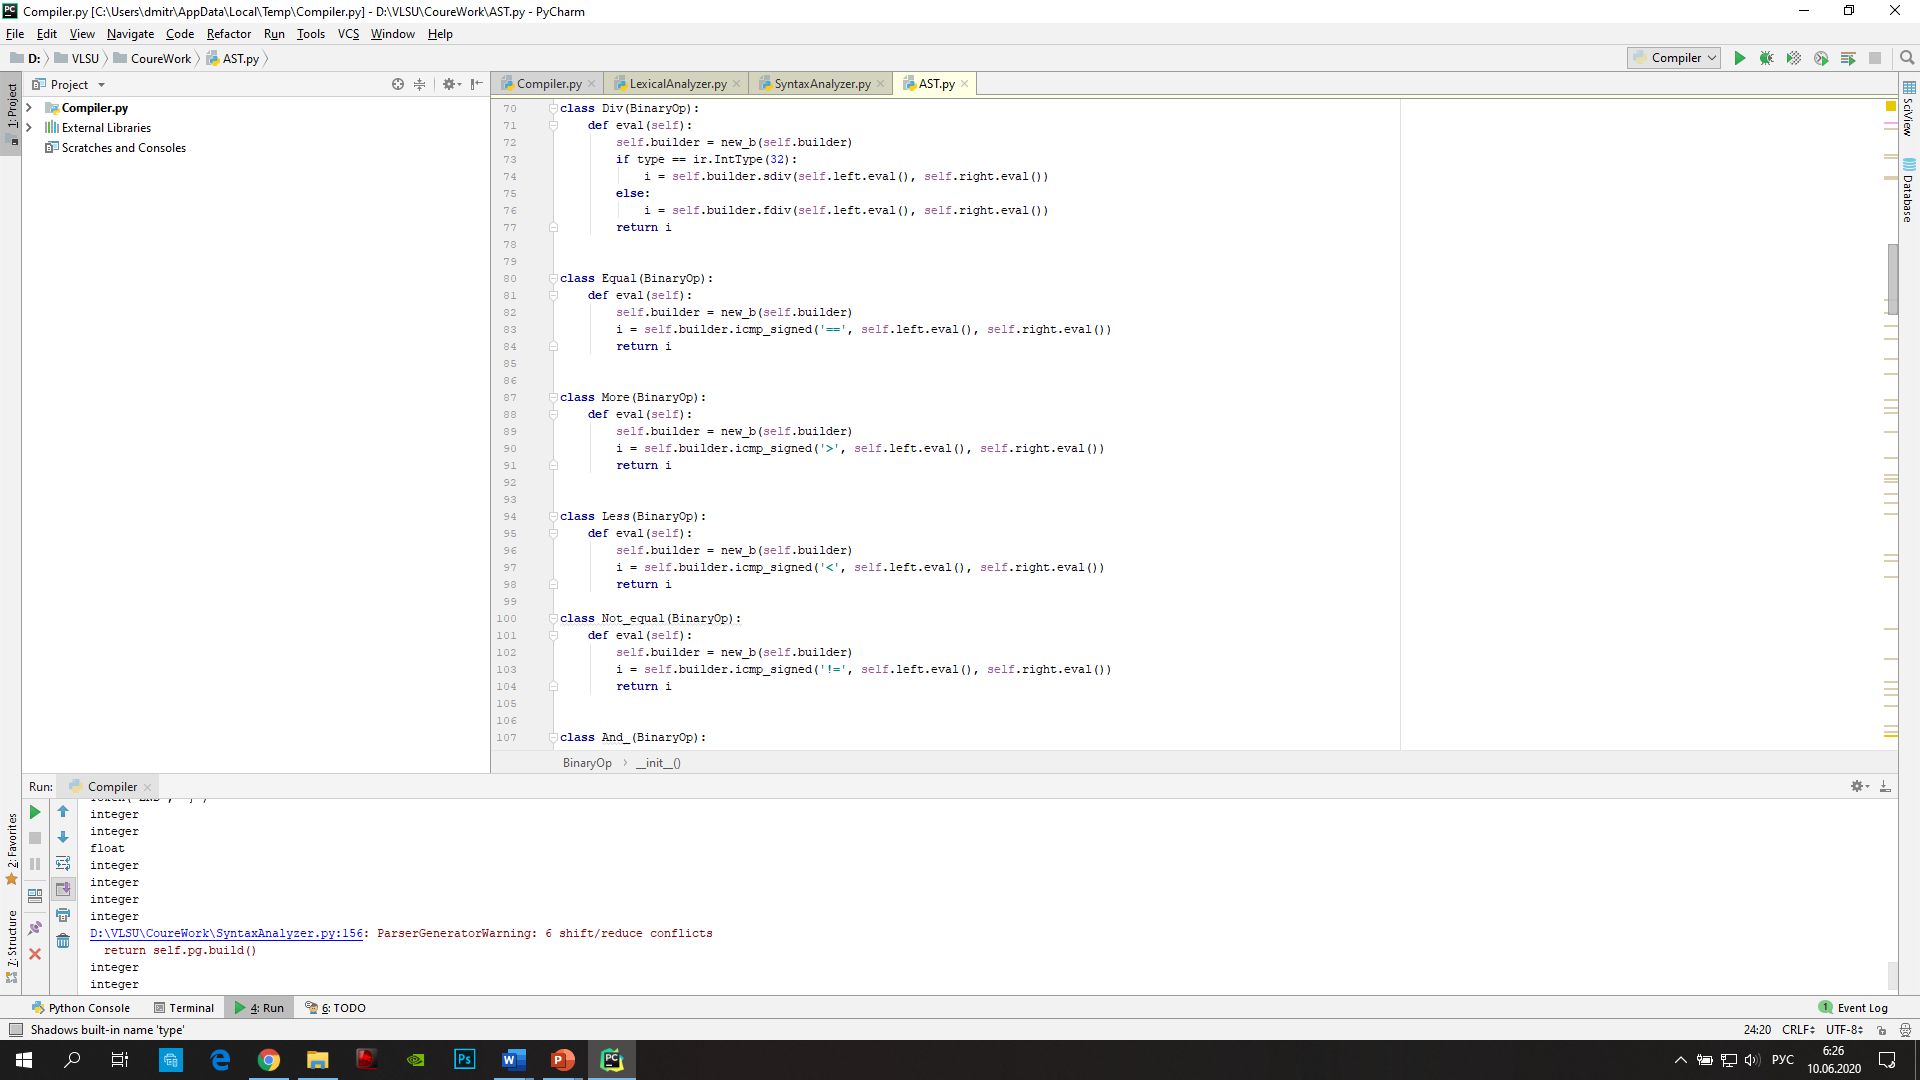 Compiler.py [C:\Users\dmitr\AppData\Local\Temp\Compiler.py] - D:\VLSU\CoureWork\AST.py - PyCharm
File Edit View Navigate Code Refactor Run Tools VCS Window Help
D: VLSU CoureWork AST.py
Compiler
Project
Compiler.py LexicalAnalyzer.py SyntaxAnalyzer.py AST.py
1: Project
Compiler.py
External Libraries
Scratches and Consoles
SciView
Database
70 class Div(BinaryOp):
71 def eval(self):
72 self.builder = new_b(self.builder)
73 if type == ir.IntType(32):
74 i = self.builder.sdiv(self.left.eval(), self.right.eval())
75 else:
76 i = self.builder.fdiv(self.left.eval(), self.right.eval())
77 return i
78
79
80 class Equal(BinaryOp):
81 def eval(self):
82 self.builder = new_b(self.builder)
83 i = self.builder.icmp_signed('==', self.left.eval(), self.right.eval())
84 return i
85
86
87 class More(BinaryOp):
88 def eval(self):
89 self.builder = new_b(self.builder)
90 i = self.builder.icmp_signed('>', self.left.eval(), self.right.eval())
91 return i
92
93
94 class Less(BinaryOp):
95 def eval(self):
96 self.builder = new_b(self.builder)
97 i = self.builder.icmp_signed('<', self.left.eval(), self.right.eval())
98 return i
99
100 class Not_equal(BinaryOp):
101 def eval(self):
102 self.builder = new_b(self.builder)
103 i = self.builder.icmp_signed('!=', self.left.eval(), self.right.eval())
104 return i
105
106
107 class And_(BinaryOp):
BinaryOp __init__()
Run: Compiler
2: Favorites
7: Structure
integer
integer
float
integer
integer
integer
integer
D:\VLSU\CoureWork\SyntaxAnalyzer.py:156: ParserGeneratorWarning: 6 shift/reduce conflicts
return self.pg.build()
integer
integer
Python Console Terminal 4: Run 6: TODO
1 Event Log
Shadows built-in name 'type'
24:20 CRLF UTF-8
Ps
PC
РУС
6:26
10.06.2020